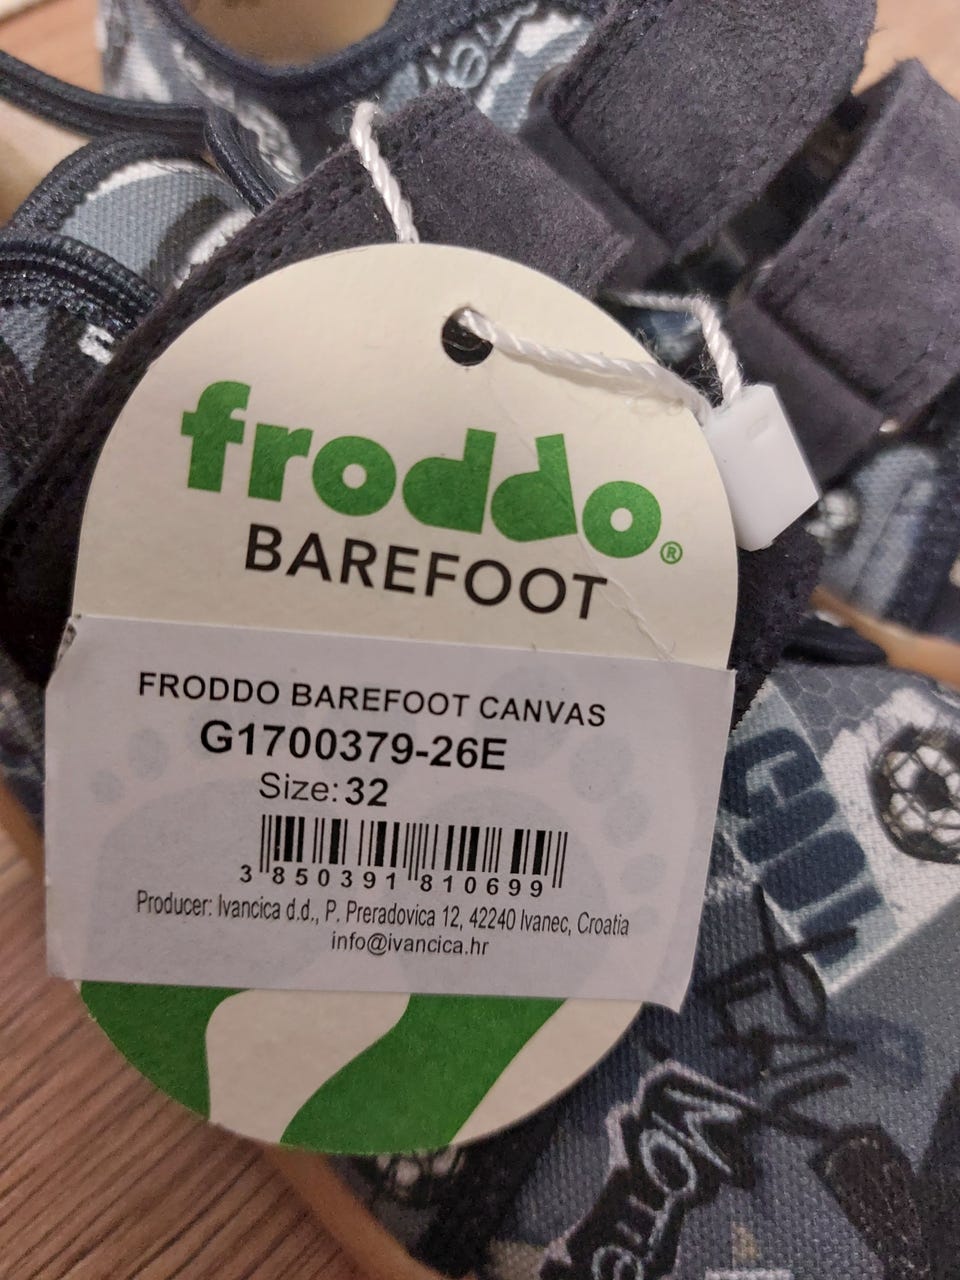 froddo®
BAREFOOT
FRODDO BAREFOOT CANVAS
G1700379-26E
Size: 32
3 850391 810699
Producer: Ivancica d.d., P. Preradovica 12, 42240 Ivanec, Croatia
info@ivancica.hr